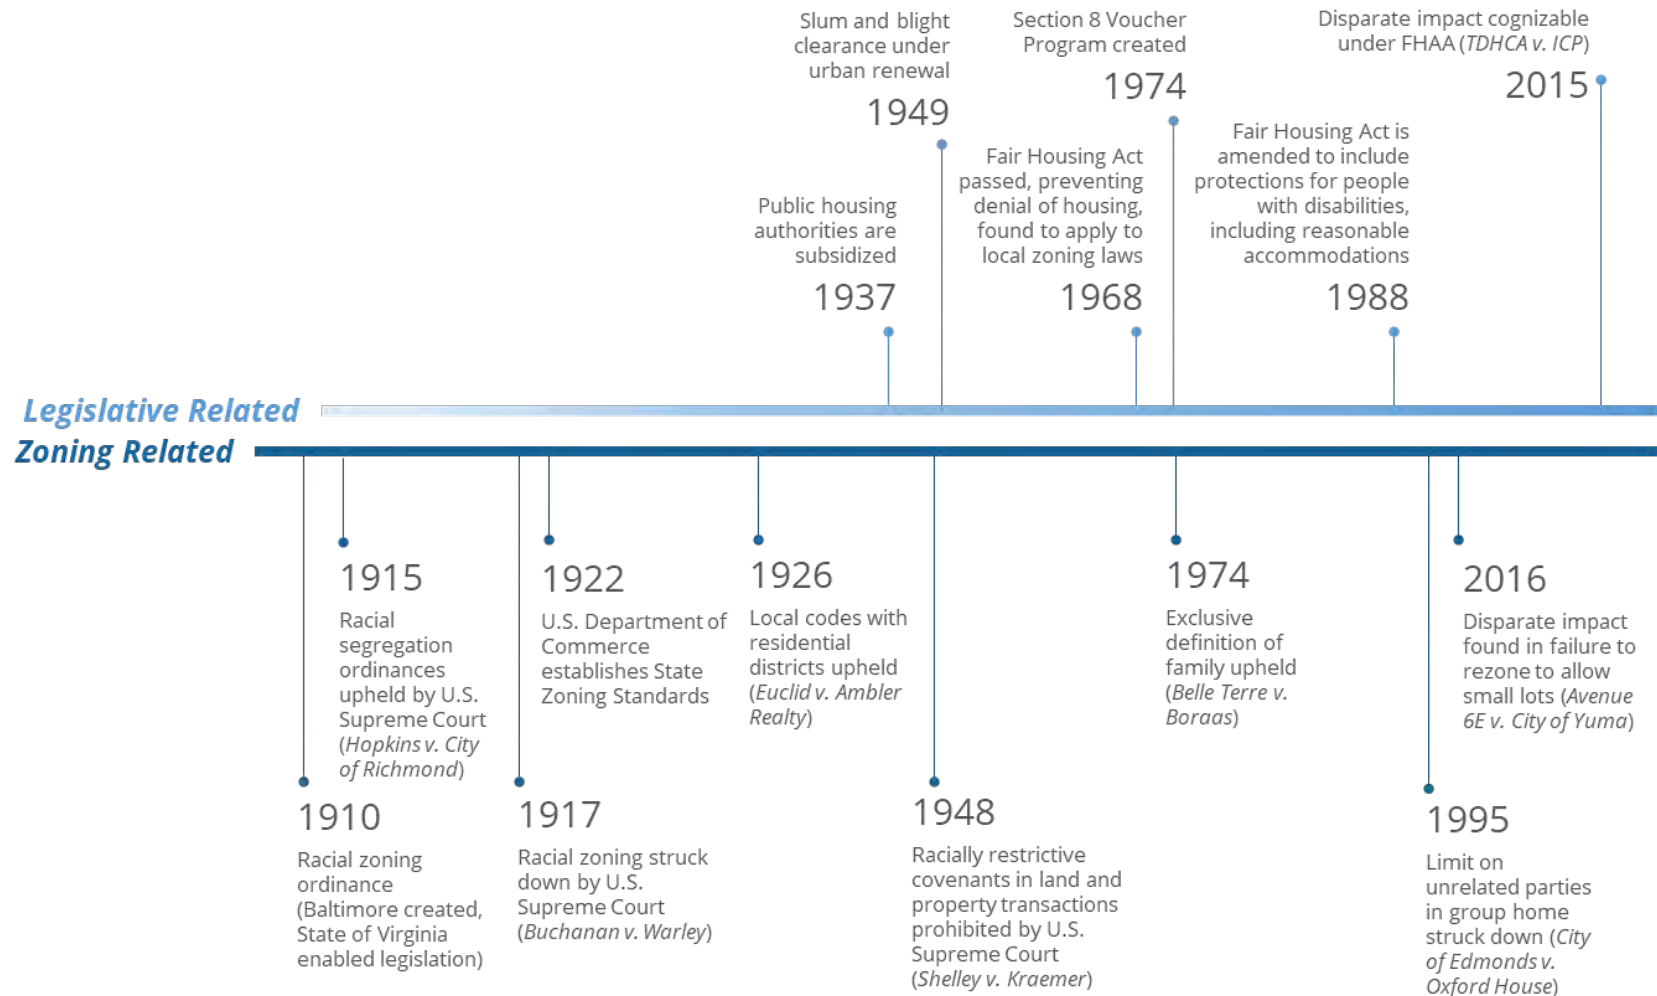 Slum and blight
clearance under
urban renewal
1949
Section 8 Voucher
Program created
1974
Disparate impact cognizable
under FHAA (TDHCA v. ICP)
2015
Public housing
authorities are
subsidized
1937
Fair Housing Act
passed, preventing
denial of housing,
found to apply to
local zoning laws
1968
Fair Housing Act is
amended to include
protections for people
with disabilities,
including reasonable
accommodations
1988
Legislative Related
Zoning Related
1915
Racial
segregation
ordinances
upheld by U.S.
Supreme Court
(Hopkins v. City
of Richmond)
1922
U.S. Department of
Commerce
establishes State
Zoning Standards
1926
Local codes with
residential
districts upheld
(Euclid v. Ambler
Realty)
1974
Exclusive
definition of
family upheld
(Belle Terre v.
Boraas)
2016
Disparate impact
found in failure to
rezone to allow
small lots (Avenue
6E v. City of Yuma)
1910
Racial zoning
ordinance
(Baltimore created,
State of Virginia
enabled legislation)
1917
Racial zoning struck
down by U.S.
Supreme Court
(Buchanan v. Warley)
1948
Racially restrictive
covenants in land and
property transactions
prohibited by U.S.
Supreme Court
(Shelley v. Kraemer)
1995
Limit on
unrelated parties
in group home
struck down (City
of Edmonds v.
Oxford House)